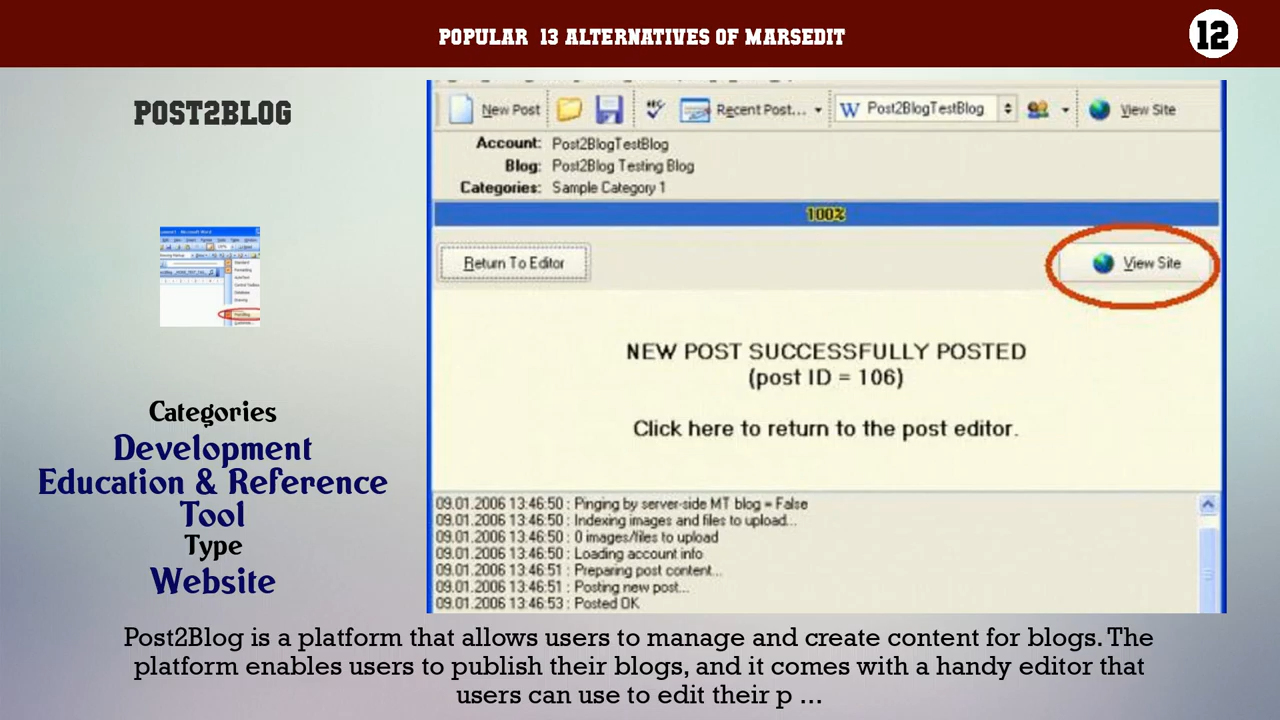 POPULAR 13 ALTERNATIVES OF MARSEDIT
12
POST2BLOG
New Post
Recent Post...
Post2BlogTestBlog
View Site
Account: Post2BlogTestBlog
Blog: Post2Blog Testing Blog
Categories: Sample Category 1
100%
Return To Editor
View Site
NEW POST SUCCESSFULLY POSTED
(post ID = 106)
Click here to return to the post editor.
09.01.2006 13:46:50 : Pinging by server-side MT blog = False
09.01.2006 13:46:50 : Indexing images and files to upload...
09.01.2006 13:46:50 : 0 images/files to upload
09.01.2006 13:46:50 : Loading account info
09.01.2006 13:46:51 : Preparing post content...
09.01.2006 13:46:51 : Posting new post...
09.01.2006 13:46:53 : Posted OK
Categories
Development
Education & Reference
Tool
Type
Website
Post2Blog is a platform that allows users to manage and create content for blogs. The
platform enables users to publish their blogs, and it comes with a handy editor that
users can use to edit their p ...